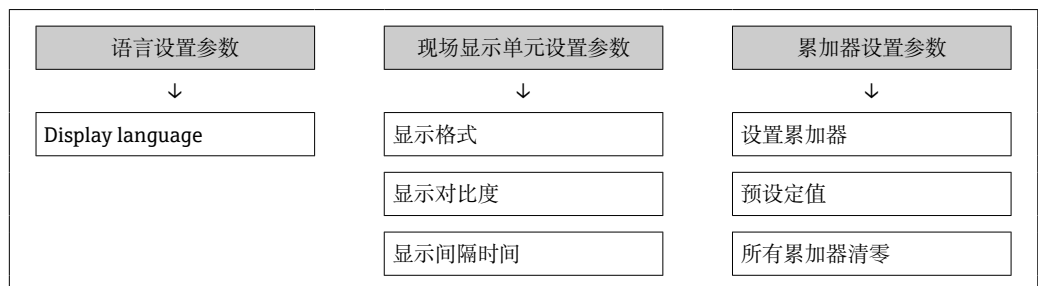 语言设置参数
现场显示单元设置参数
累加器设置参数
↓
↓
↓
Display language
显示格式
设置累加器
显示对比度
预设定值
显示间隔时间
所有累加器清零